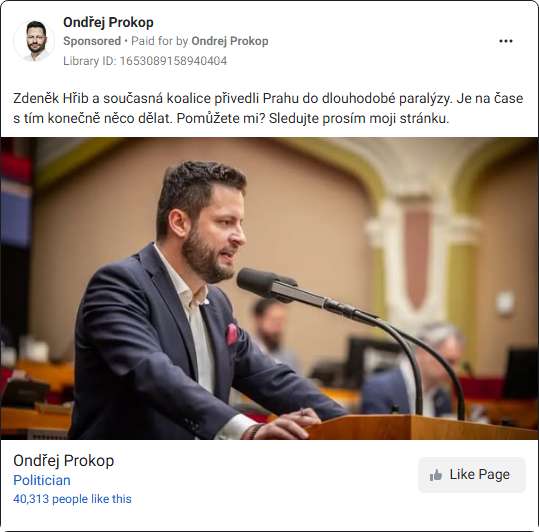 Ondřej Prokop
Sponsored • Paid for by Ondrej Prokop
Library ID: 1653089158940404
Zdeněk Hřib a současná koalice přivedli Prahu do dlouhodobé paralýzy. Je na čase
s tím konečně něco dělat. Pomůžete mi? Sledujte prosím moji stránku.
Ondřej Prokop
Politician
40,313 people like this
Like Page